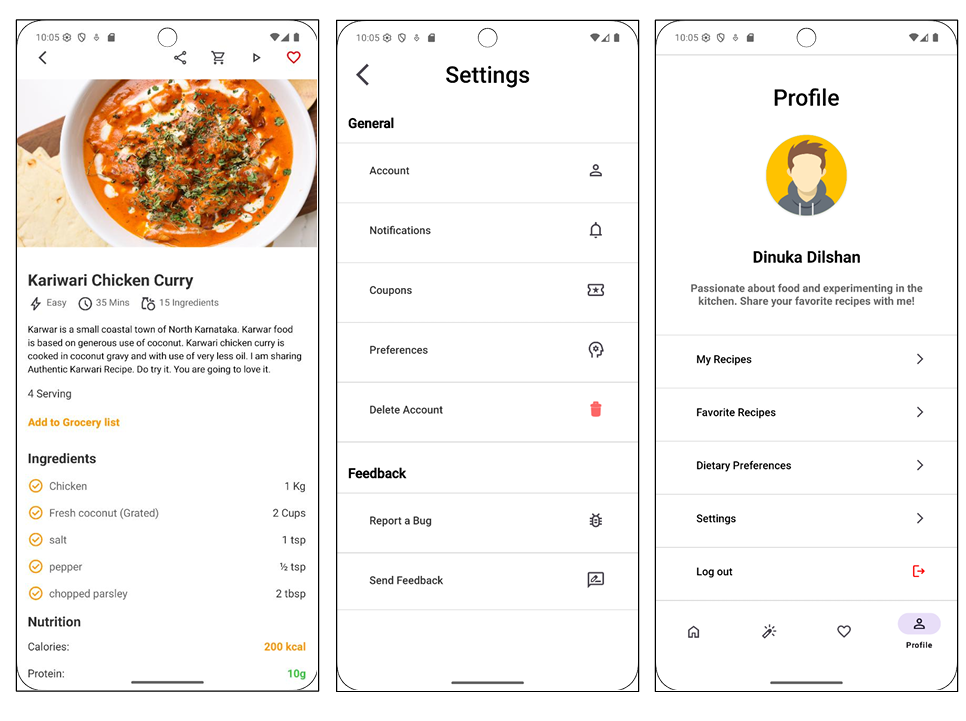 10:05
Kariwari Chicken Curry
Easy 35 Mins 15 Ingredients
Karwar is a small coastal town of North Karnataka. Karwar food
is based on generous use of coconut. Karwari chicken curry is
cooked in coconut gravy and with use of very less oil. I am sharing
Authentic Karwari Recipe. Do try it. You are going to love it.
4 Serving
Add to Grocery list
Ingredients
Chicken 1 Kg
Fresh coconut (Grated) 2 Cups
salt 1 tsp
pepper ½ tsp
chopped parsley 2 tbsp
Nutrition
Calories: 200 kcal
Protein: 10g
10:05
Settings
General
Account
Notifications
Coupons
Preferences
Delete Account
Feedback
Report a Bug
Send Feedback
10:05
Profile
Dinuka Dilshan
Passionate about food and experimenting in the
kitchen. Share your favorite recipes with me!
My Recipes
Favorite Recipes
Dietary Preferences
Settings
Log out
Profile